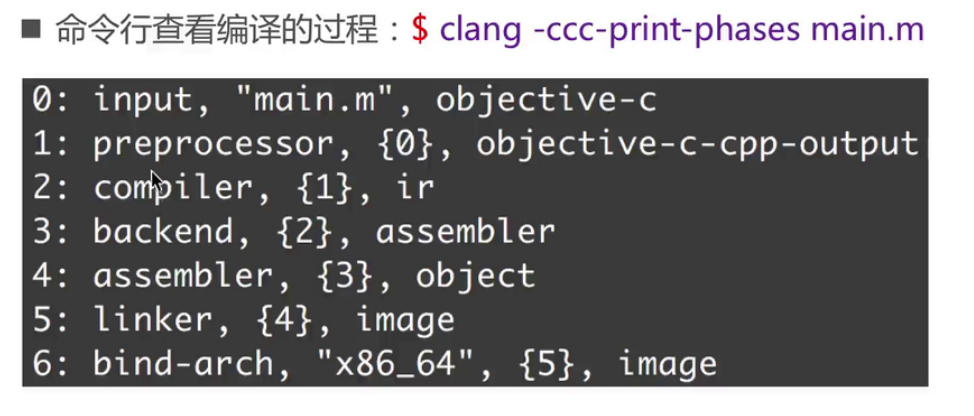 命令行查看编译的过程：$ clang -ccc-print-phases main.m
0: input, "main.m", objective-c
1: preprocessor, {0}, objective-c-cpp-output
2: compiler, {1}, ir
3: backend, {2}, assembler
4: assembler, {3}, object
5: linker, {4}, image
6: bind-arch, "x86_64", {5}, image